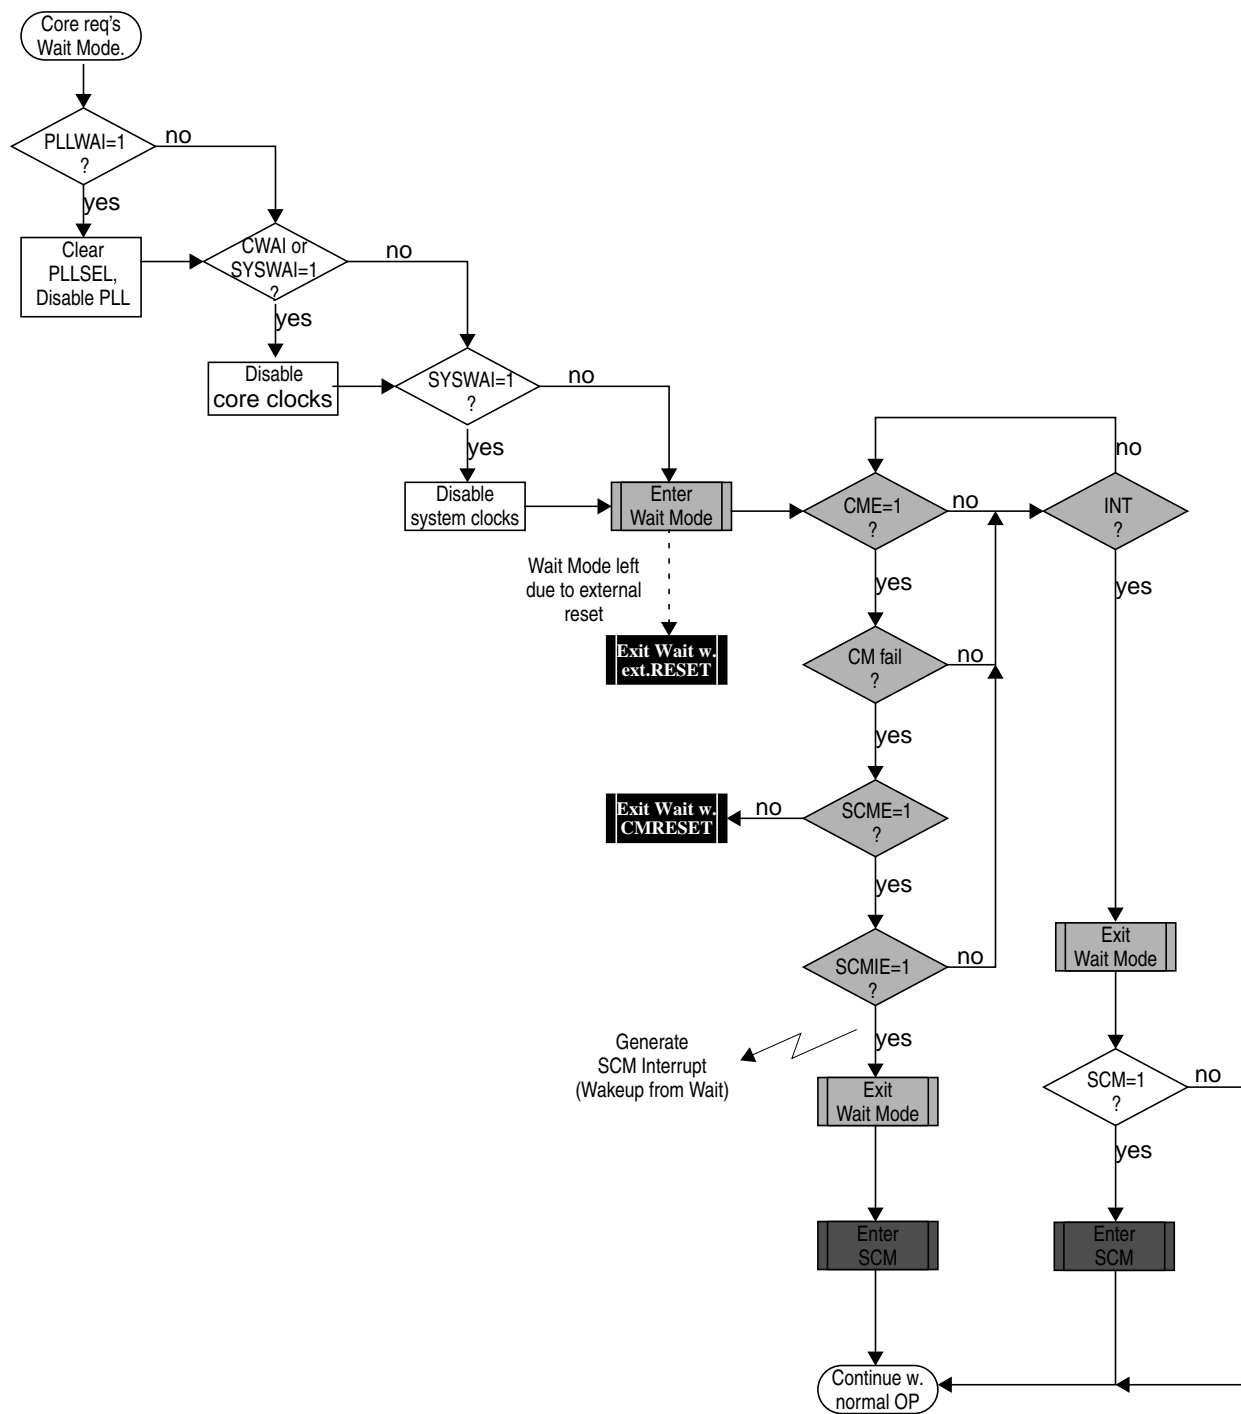 Core req's
Wait Mode.
PLLWAI=1
?
no
yes
Clear
PLLSEL,
Disable PLL
CWAI or
SYSWAI=1
?
no
yes
Disable
core clocks
SYSWAI=1
?
no
yes
Disable
system clocks
Enter
Wait Mode
Wait Mode left
due to external
reset
Exit Wait w.
ext.RESET
CME=1
?
no
yes
INT
?
no
yes
CM fail
?
no
yes
SCME=1
?
no
yes
Exit Wait w.
CMRESET
SCMIE=1
?
no
yes
Generate
SCM Interrupt
(Wakeup from Wait)
Exit
Wait Mode
Enter
SCM
Exit
Wait Mode
SCM=1
?
no
yes
Enter
SCM
Continue w.
normal OP